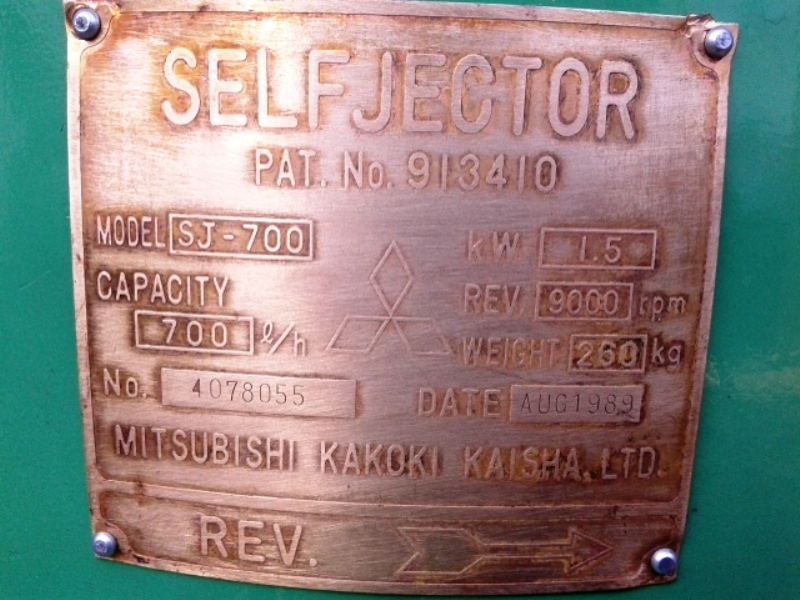 SELFJECTOR
PAT. No. 913410
MODEL SJ-700 kW 1.5
CAPACITY REV. 9000 rpm
700 ℓ/h WEIGHT 260 kg
No. 4078055 DATE AUG1989
MITSUBISHI KAKOKI KAISHA, LTD.
REV.